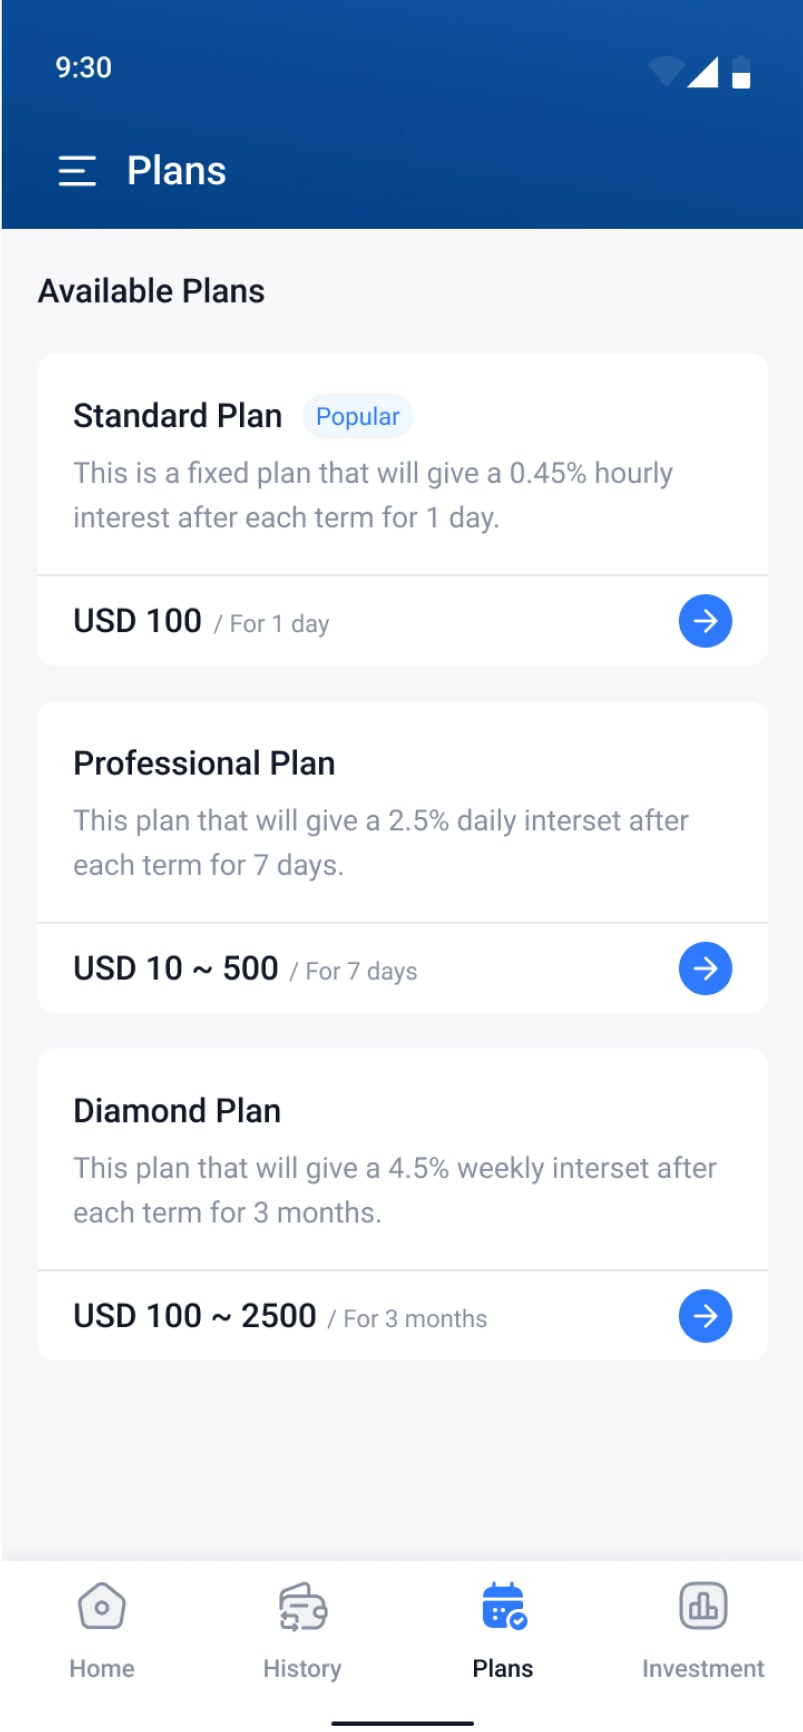 9:30
Plans
Available Plans
Standard Plan Popular
This is a fixed plan that will give a 0.45% hourly
interest after each term for 1 day.
USD 100 / For 1 day
Professional Plan
This plan that will give a 2.5% daily interset after
each term for 7 days.
USD 10 ~ 500 / For 7 days
Diamond Plan
This plan that will give a 4.5% weekly interset after
each term for 3 months.
USD 100 ~ 2500 / For 3 months
Home History Plans Investment